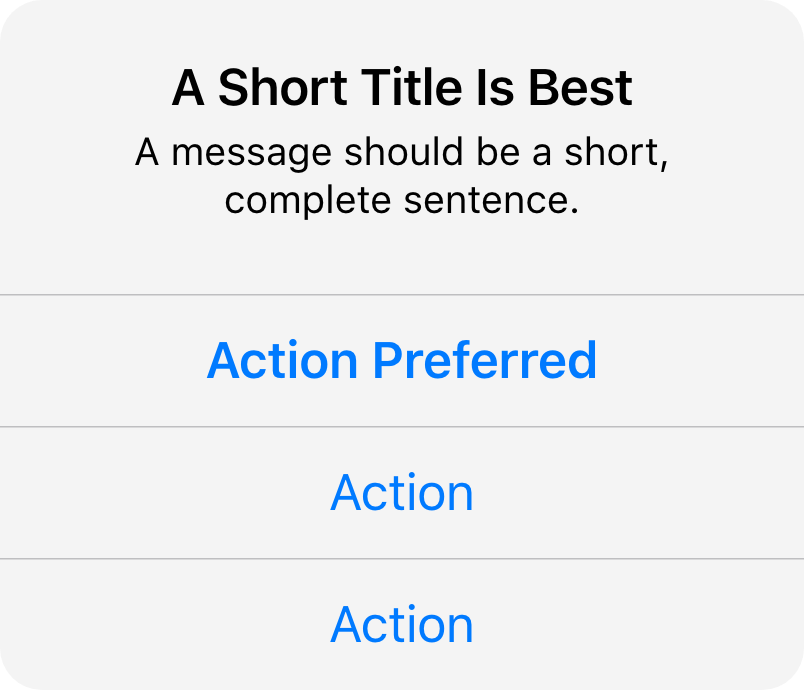 A Short Title Is Best
A message should be a short,
complete sentence.
Action Preferred
Action
Action